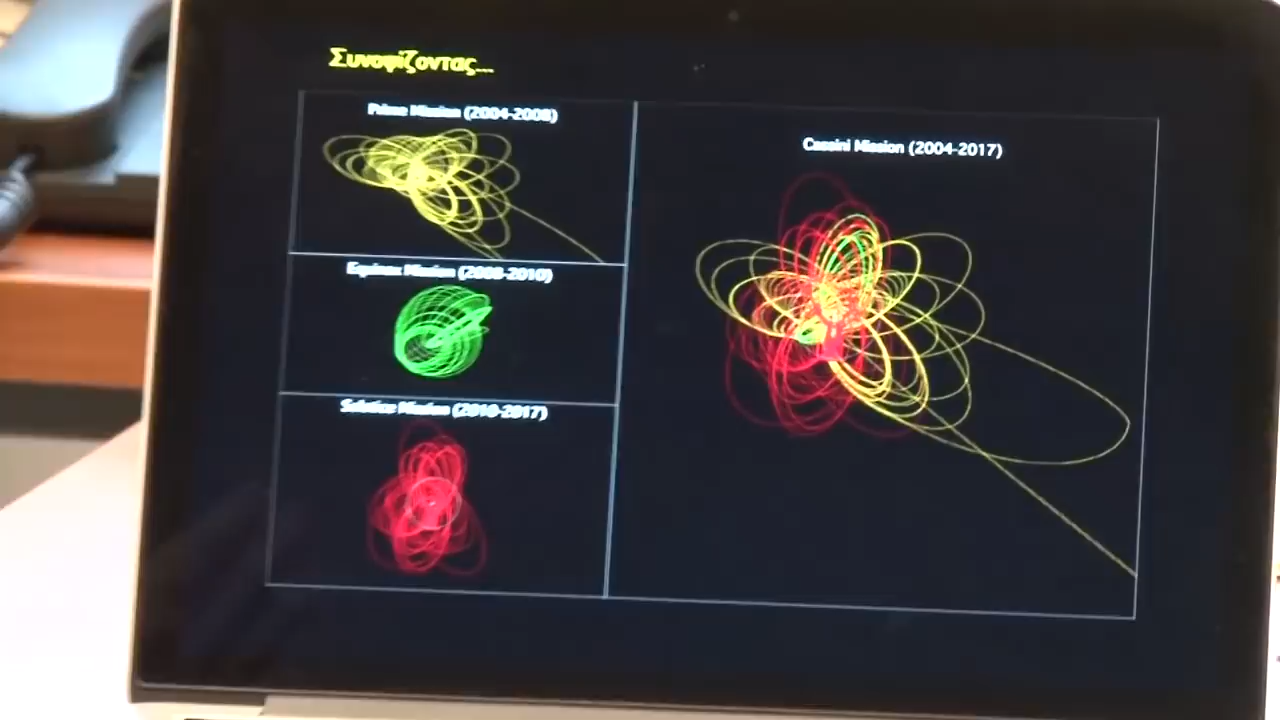 Συνοψίζοντας...
Prime Mission (2004-2008)
Equinox Mission (2008-2010)
Solstice Mission (2010-2017)
Cassini Mission (2004-2017)